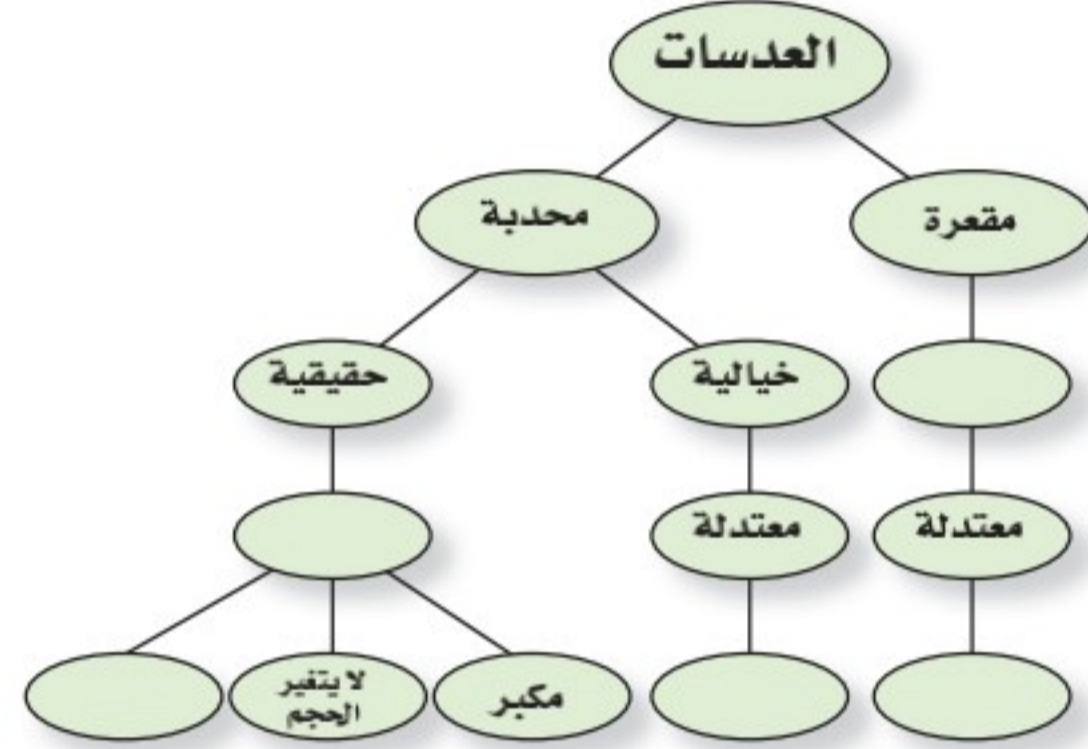 العدسات
مقعرة
محدبة
خيالية
حقيقية
معتدلة
معتدلة
مكبر
لا يتغير
الحجم